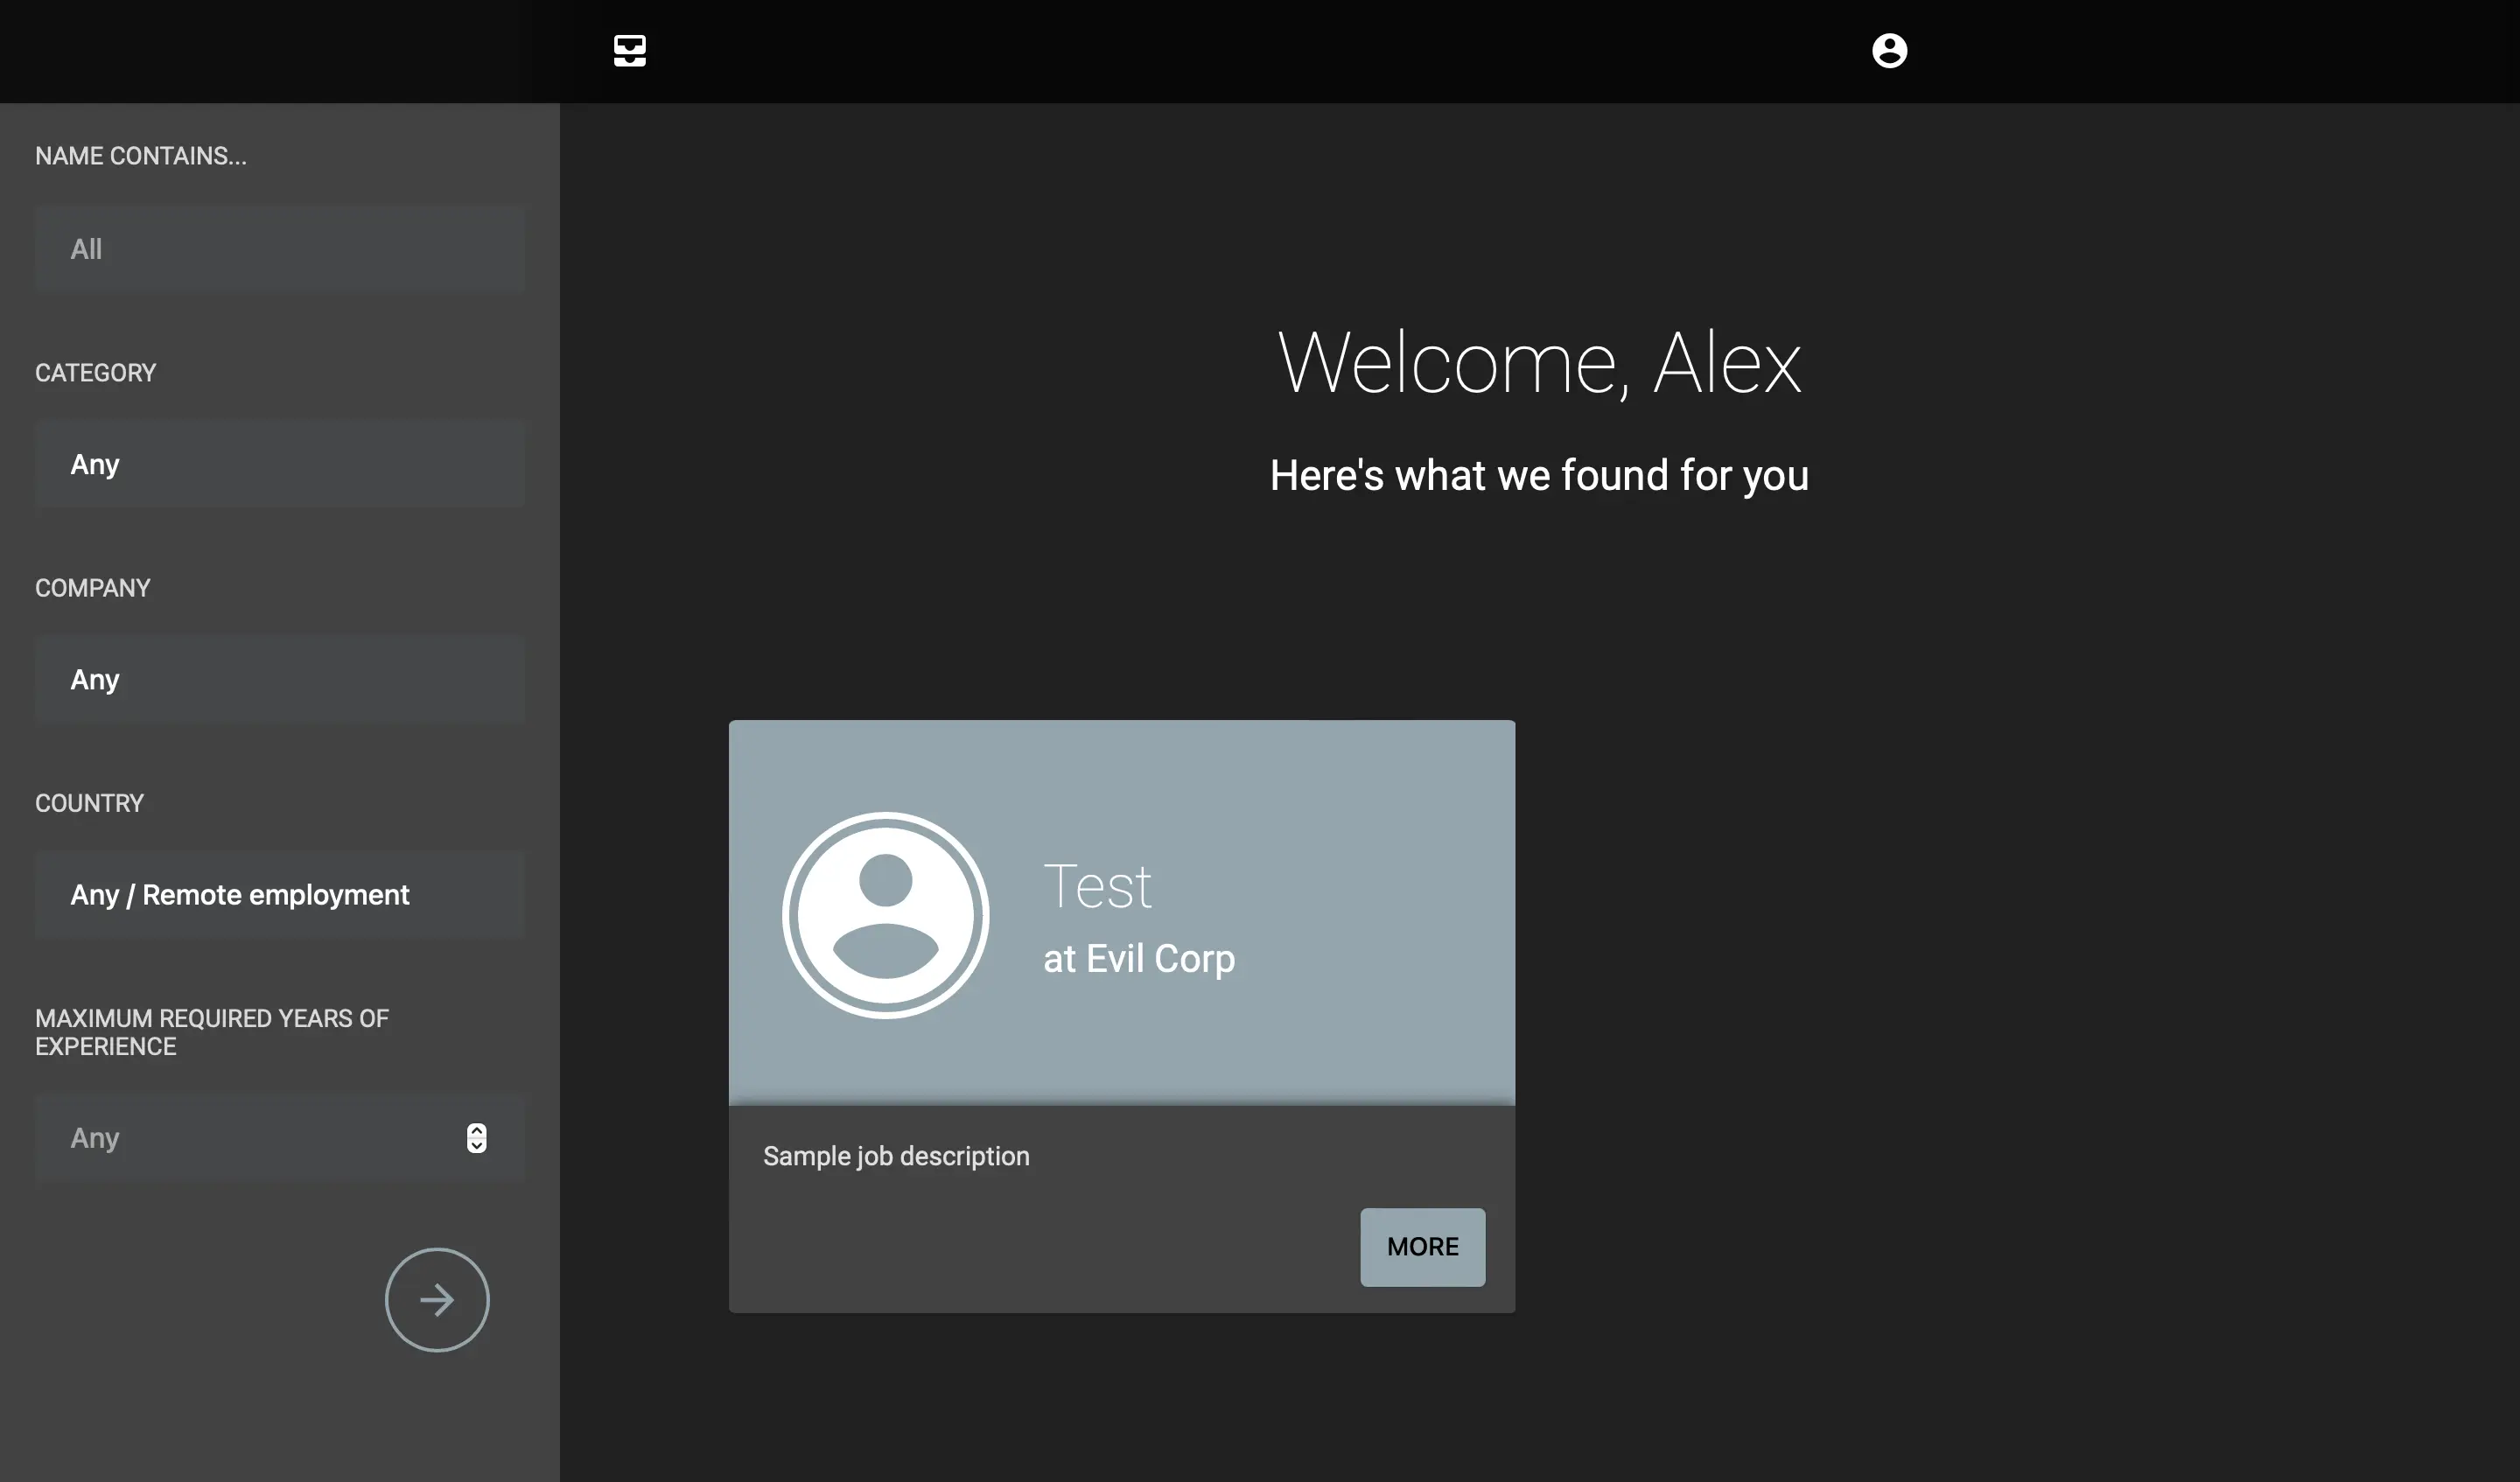 NAME CONTAINS...
All
CATEGORY
Any
COMPANY
Any
COUNTRY
Any / Remote employment
MAXIMUM REQUIRED YEARS OF
EXPERIENCE
Any
Welcome, Alex
Here's what we found for you
Test
at Evil Corp
Sample job description
MORE